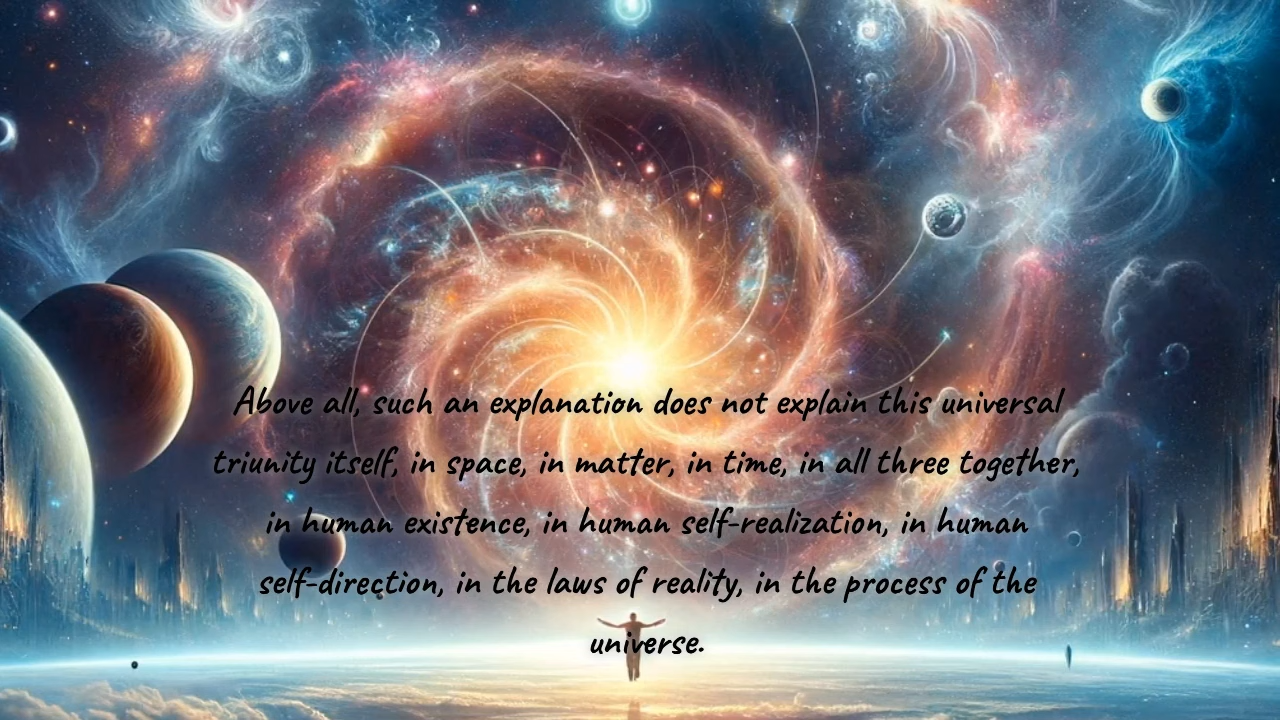 Above all, such an explanation does not explain this universal
triunity itself, in space, in matter, in time, in all three together,
in human existence, in human self-realization, in human
self-direction, in the laws of reality, in the process of the
universe.